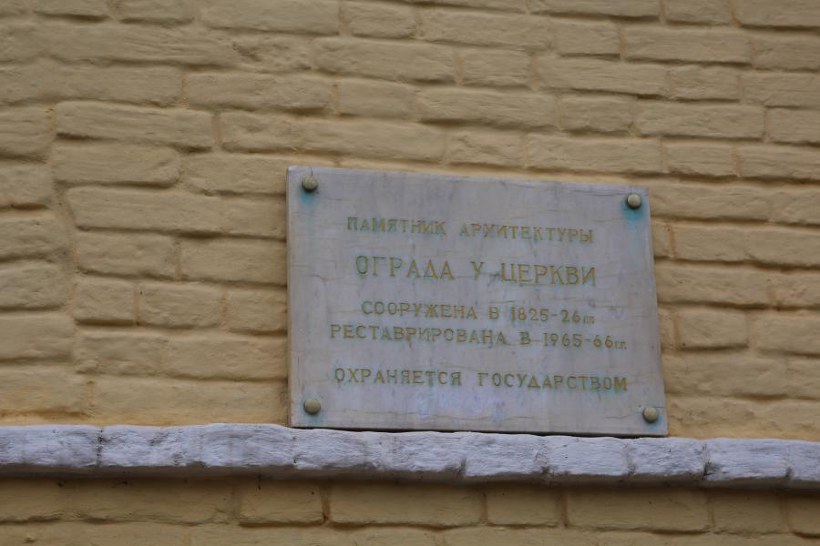 ПАМЯТНИК АРХИТЕКТУРЫ
ОГРАДА У ЦЕРКВИ
СООРУЖЕНА В 1825-26гг.
РЕСТАВРИРОВАНА В 1965-66гг.
ОХРАНЯЕТСЯ ГОСУДАРСТВОМ